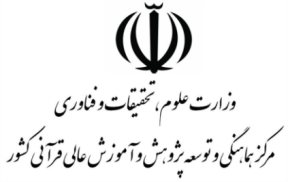 وزارت علوم، تحقیقات و فناوری
مرکز هماهنگی و توسعه پژوهش و آموزش عالی قرآنی کشور